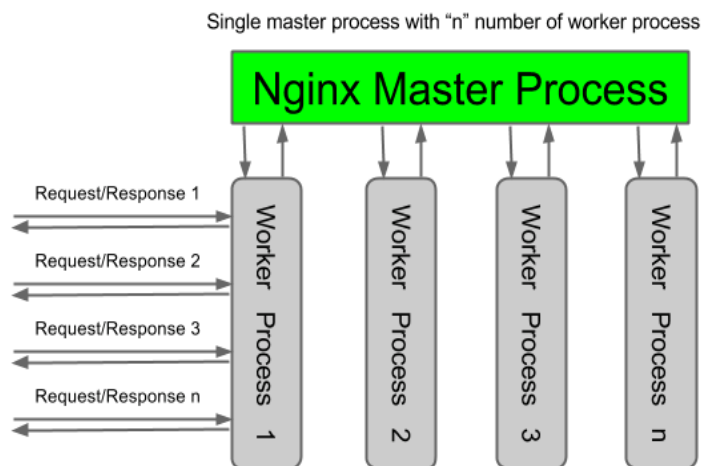 Single master process with “n” number of worker process
Nginx Master Process
Request/Response 1
Request/Response 2
Request/Response 3
Request/Response n
Worker Process 1
Worker Process 2
Worker Process 3
Worker Process n